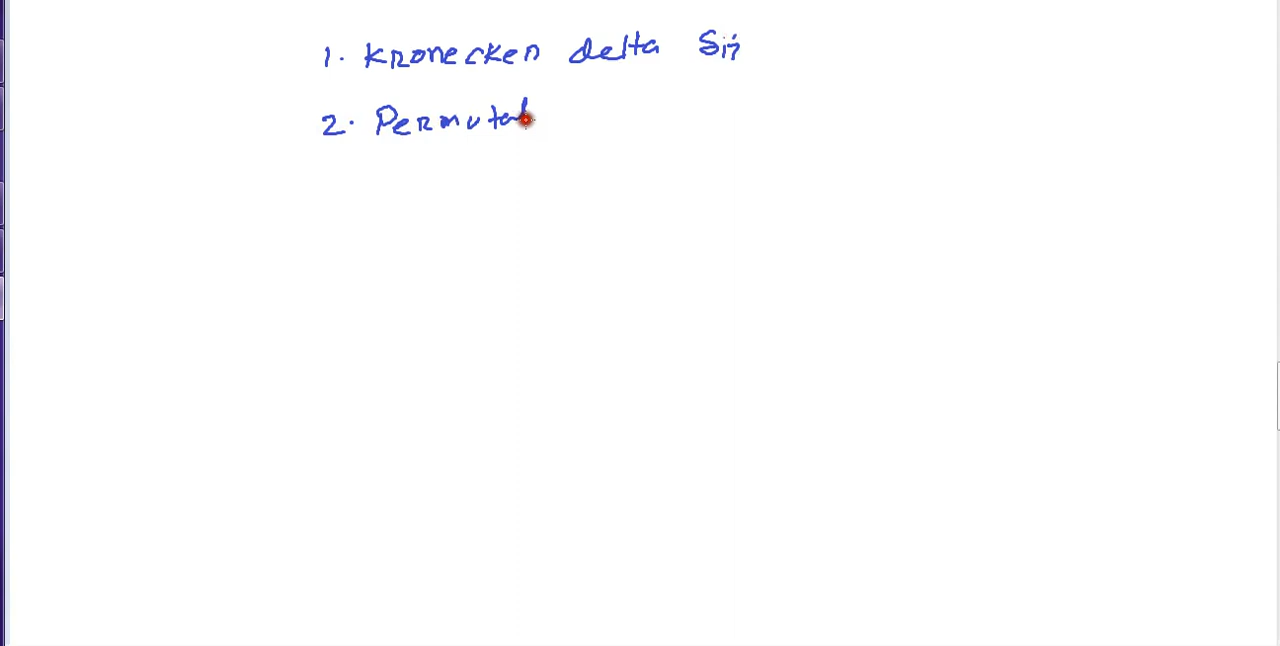 1. Kronecker delta δij
2. Permutat